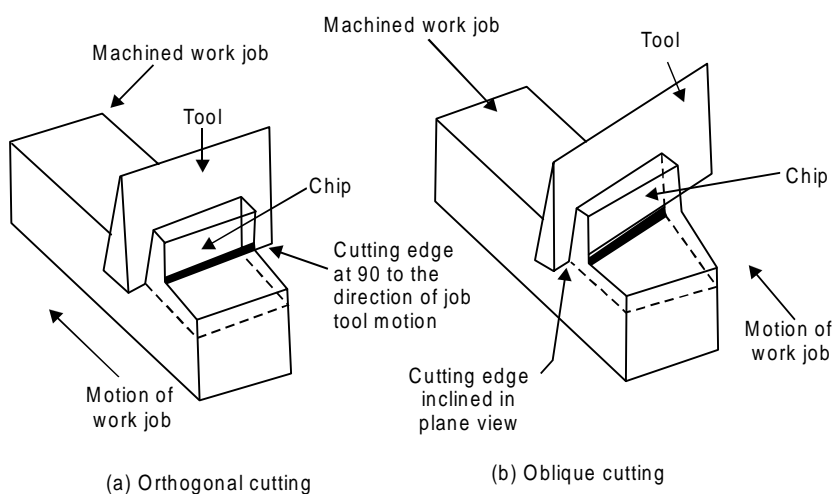 Machined work job
Tool
Chip
Cutting edge
at 90 to the
direction of job
tool motion
Motion of
work job
(a) Orthogonal cutting
Machined work job
Tool
Chip
Motion of
work job
Cutting edge
inclined in
plane view
(b) Oblique cutting